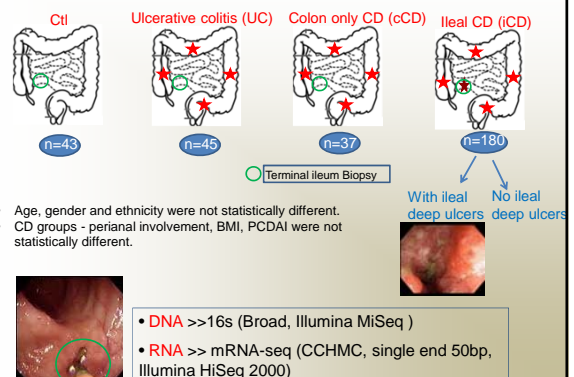 Ctl
Ulcerative colitis (UC)
Colon only CD (cCD)
Ileal CD (iCD)
n=43
n=45
n=37
n=180
Terminal ileum Biopsy
With ileal
deep ulcers
No ileal
deep ulcers
Age, gender and ethnicity were not statistically different.
CD groups - perianal involvement, BMI, PCDAI were not
statistically different.
• DNA >>16s (Broad, Illumina MiSeq )
• RNA >> mRNA-seq (CCHMC, single end 50bp,
Illumina HiSeq 2000)